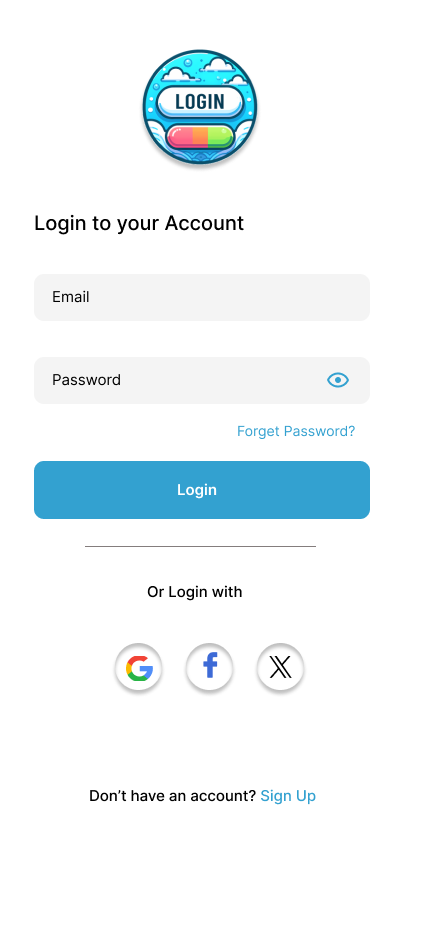 LOGIN
Login to your Account
Email
Password
Forget Password?
Login
Or Login with
Don’t have an account? Sign Up